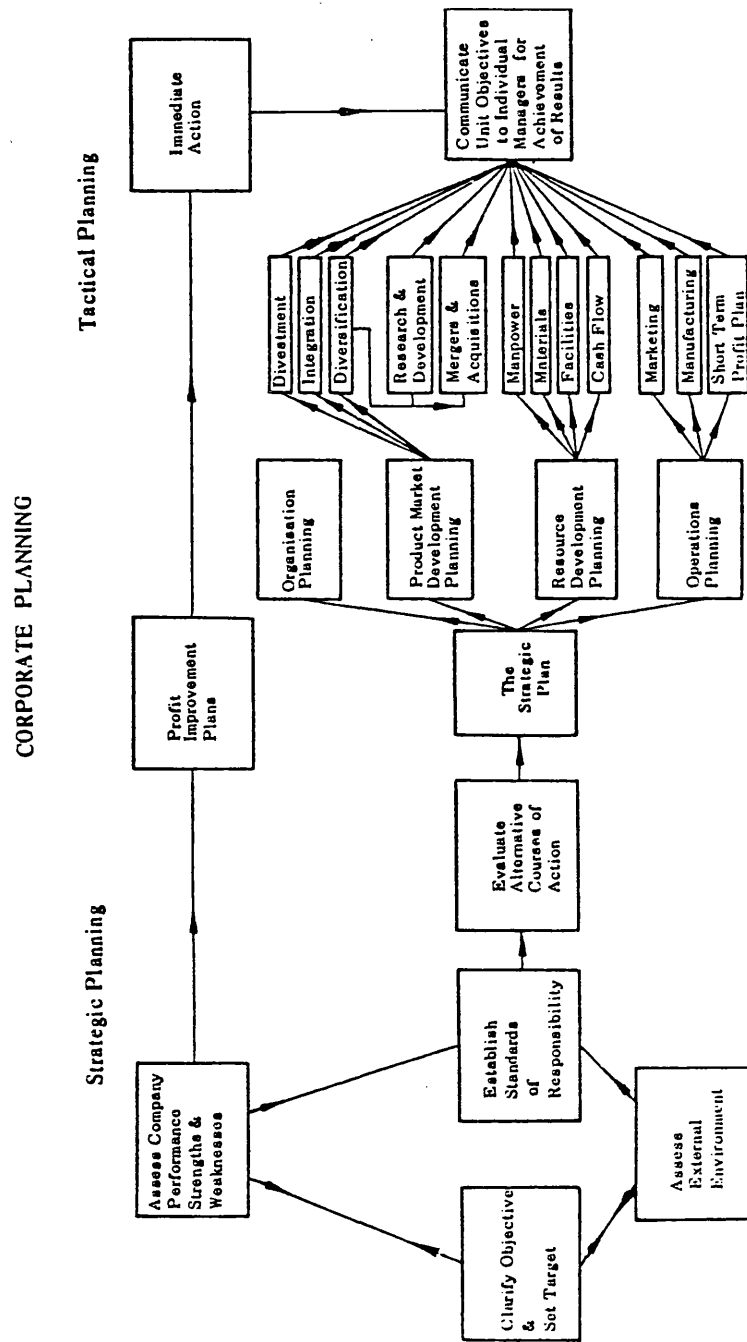 CORPORATE PLANNING
Strategic Planning
Tactical Planning
Assess Company
Performance
Strengths &
Weaknesses
Profit
Improvement
Plans
Immediate
Action
Clarify Objective
&
Set Target
Establish
Standards
of
Responsibility
Assess
External
Environment
Evaluate
Alternative
Courses of
Action
The
Strategic
Plan
Organisation
Planning
Product Market
Development
Planning
Resource
Development
Planning
Operations
Planning
Divestment
Integration
Diversification
Research &
Development
Mergers &
Acquisitions
Manpower
Materials
Facilities
Cash Flow
Marketing
Manufacturing
Short Term
Profit Plan
Communicate
Unit Objectives
to Individual
Managers for
Achievement
of Results